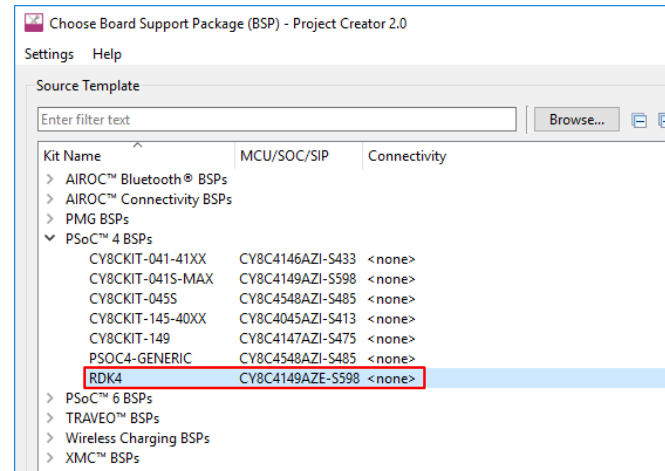 Choose Board Support Package (BSP) - Project Creator 2.0
Settings Help
Source Template
Enter filter text Browse...
Kit Name MCU/SOC/SIP Connectivity
AIROC™ Bluetooth® BSPs
AIROC™ Connectivity BSPs
PMG BSPs
PSoC™ 4 BSPs
CY8CKIT-041-41XX CY8C4146AZI-S433 <none>
CY8CKIT-041S-MAX CY8C4149AZI-S598 <none>
CY8CKIT-045S CY8C4548AZI-S485 <none>
CY8CKIT-145-40XX CY8C4045AZI-S413 <none>
CY8CKIT-149 CY8C4147AZI-S475 <none>
PSOC4-GENERIC CY8C4548AZI-S485 <none>
RDK4 CY8C4149AZE-S598 <none>
PSoC™ 6 BSPs
TRAVEO™ BSPs
Wireless Charging BSPs
XMC™ BSPs